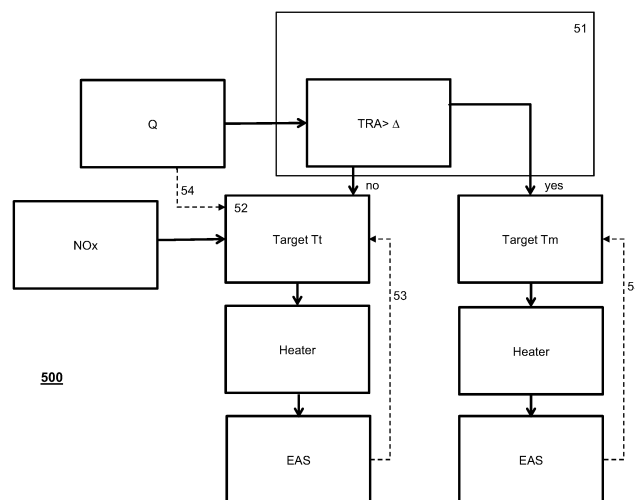 51
Q
TRA> Δ
54
no
yes
52
NOx
Target Tt
Target Tm
53
5
Heater
Heater
500
EAS
EAS